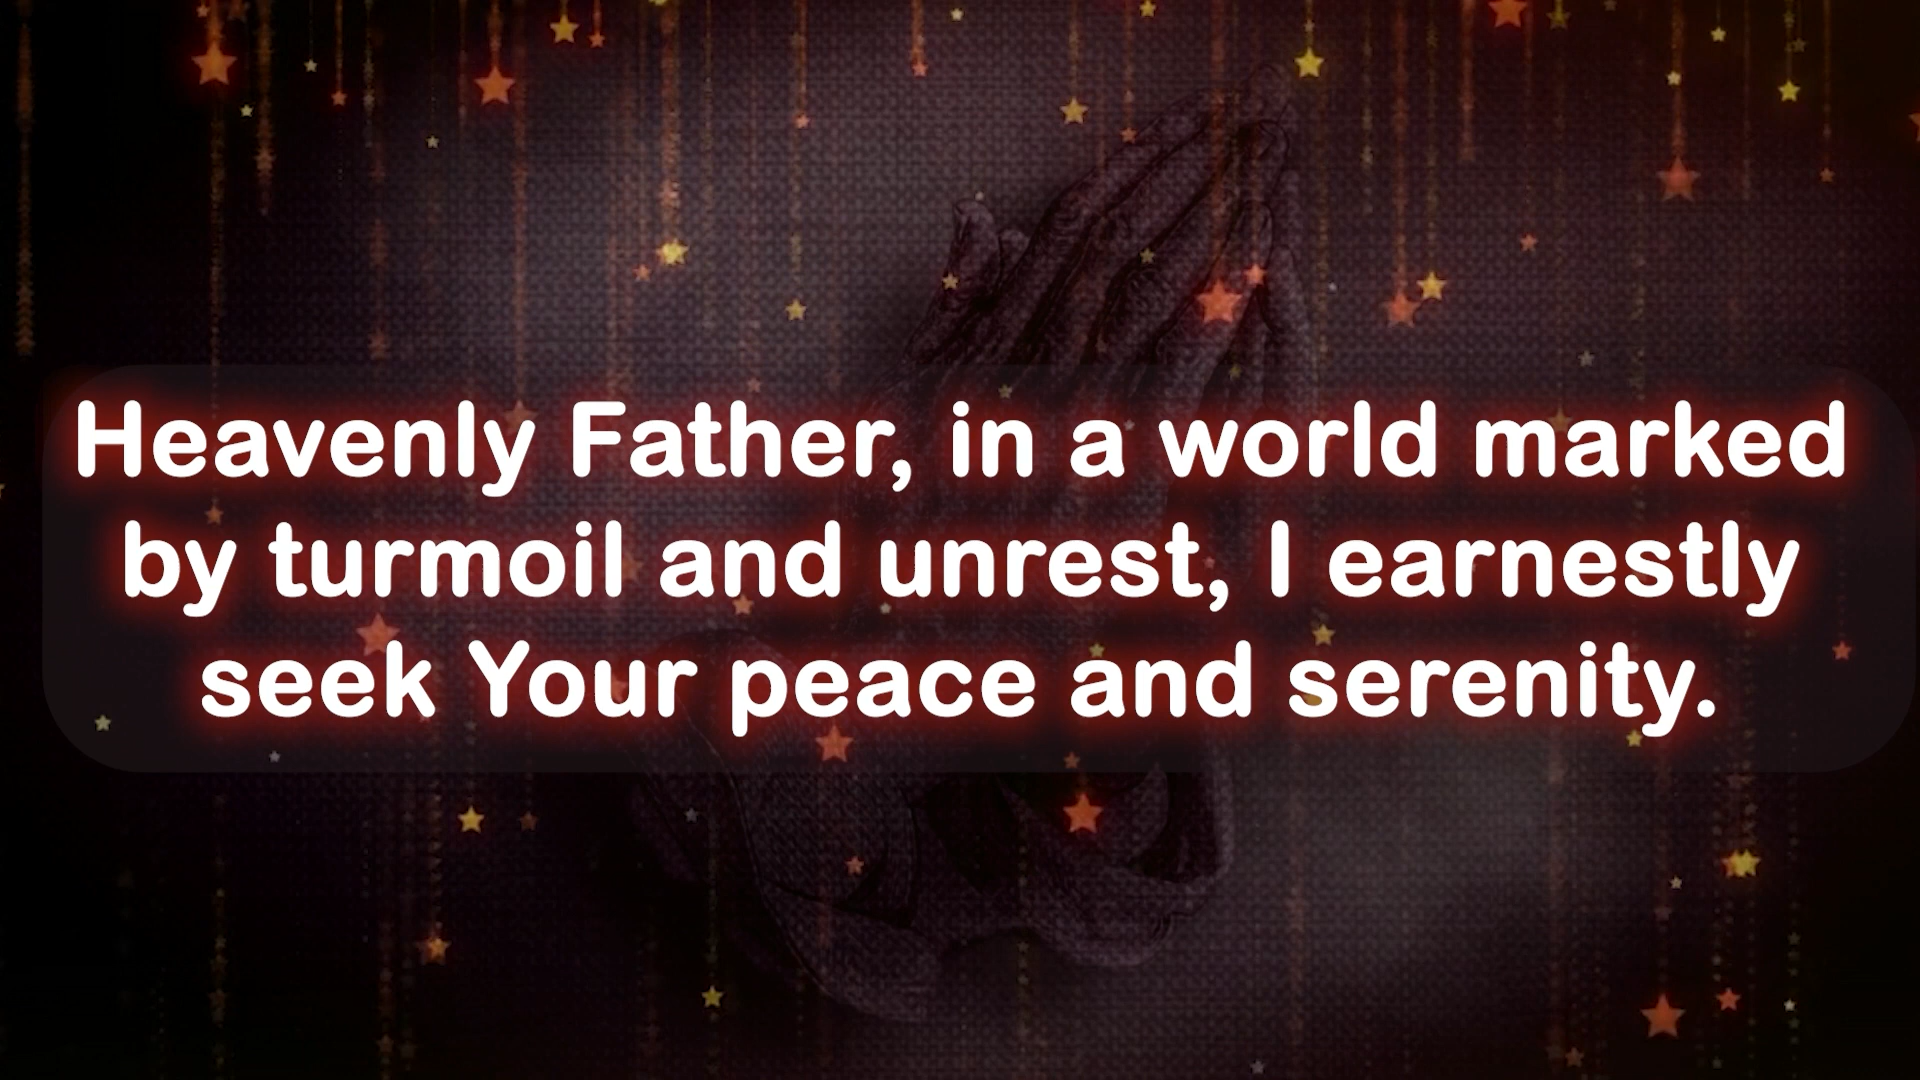 Heavenly Father, in a world marked
by turmoil and unrest, I earnestly
seek Your peace and serenity.